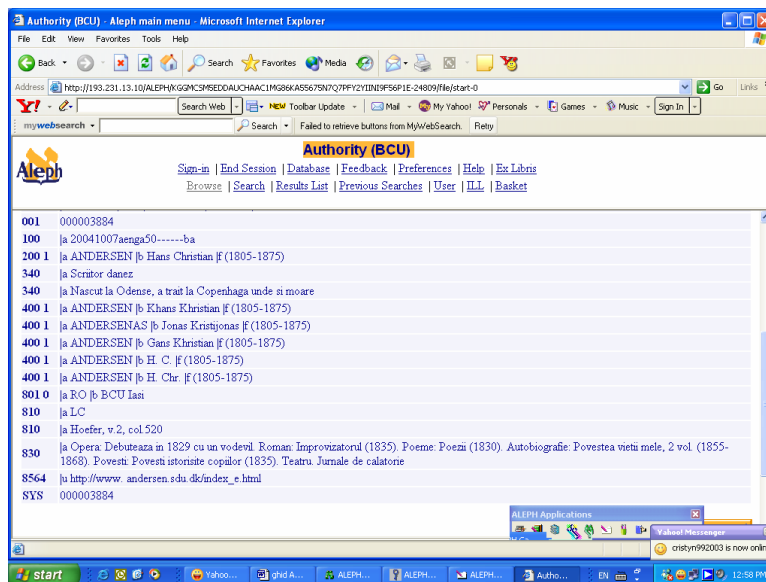 Authority (BCU) - Aleph main menu - Microsoft Internet Explorer
File Edit View Favorites Tools Help
Back Search Favorites Media
Address http://193.231.13.10/ALEPH/KGGMCSM5EDDAUCHAAC1MG86KA55675N7Q7PFY2YIINI9F56P1E-24809/file/start-0 Go Links
Y! Search Web NEW Toolbar Update Mail My Yahoo! Personals Games Music Sign In
mywebsearch Search Failed to retrieve buttons from MyWebSearch. Retry
Authority (BCU)
Aleph
Sign-in | End Session | Database | Feedback | Preferences | Help | Ex Libris
Browse | Search | Results List | Previous Searches | User | ILL | Basket
001 000003884
100 |a 20041007aenga50------ba
200 1 |a ANDERSEN |b Hans Christian |f (1805-1875)
340 |a Scriitor danez
340 |a Nascut la Odense, a trait la Copenhaga unde si moare
400 1 |a ANDERSEN |b Khans Khristian |f (1805-1875)
400 1 |a ANDERSENAS |b Jonas Kristijonas |f (1805-1875)
400 1 |a ANDERSEN |b Gans Khristian |f (1805-1875)
400 1 |a ANDERSEN |b H. C. |f (1805-1875)
400 1 |a ANDERSEN |b H. Chr. |f (1805-1875)
801 0 |a RO |b BCU Iasi
810 |a LC
810 |a Hoefer, v.2, col.520
830 |a Opera: Debuteaza in 1829 cu un vodevil. Roman: Improvizatorul (1835). Poeme: Poezii (1830). Autobiografie: Povestea vietii mele, 2 vol. (1855-
1868). Povesti: Povesti istorisite copiilor (1835). Teatru. Jurnale de calatorie
8564 |u http://www. andersen.sdu.dk/index_e.html
SYS 000003884
ALEPH Applications
Yahoo! Messenger
cristyn992003 is now onlin
start Yahoo... ghid A... ALEPH... ALEPH... ALEPH... Autho... EN 12:58 PM